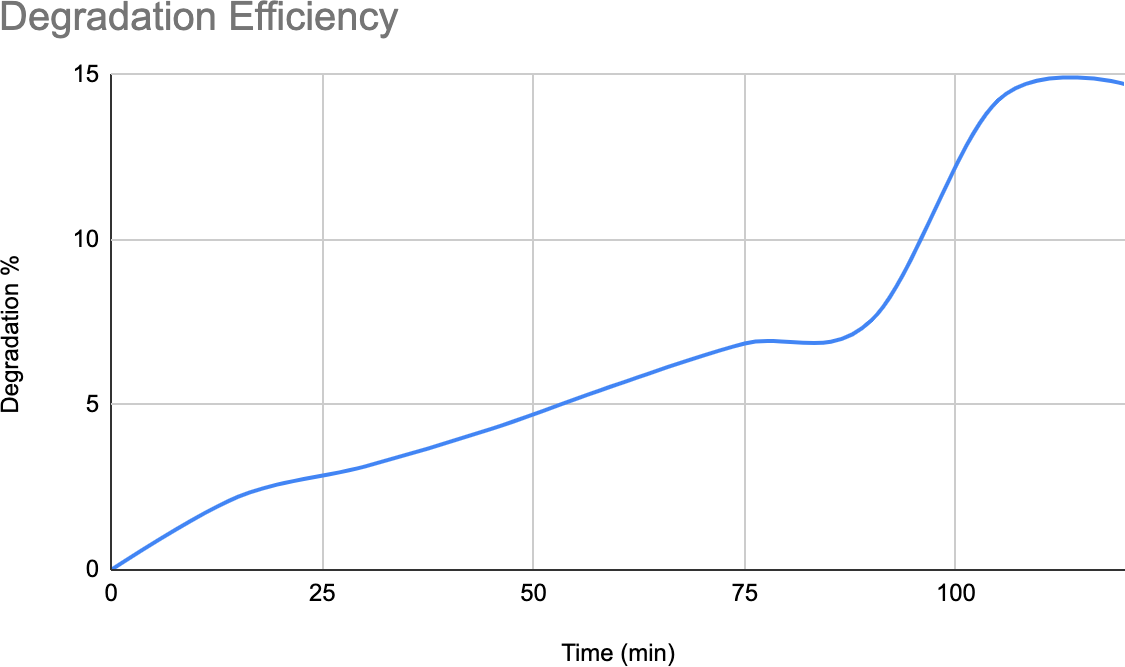 Degradation Efficiency
15
10
5
0
Degradation %
0 25 50 75 100
Time (min)